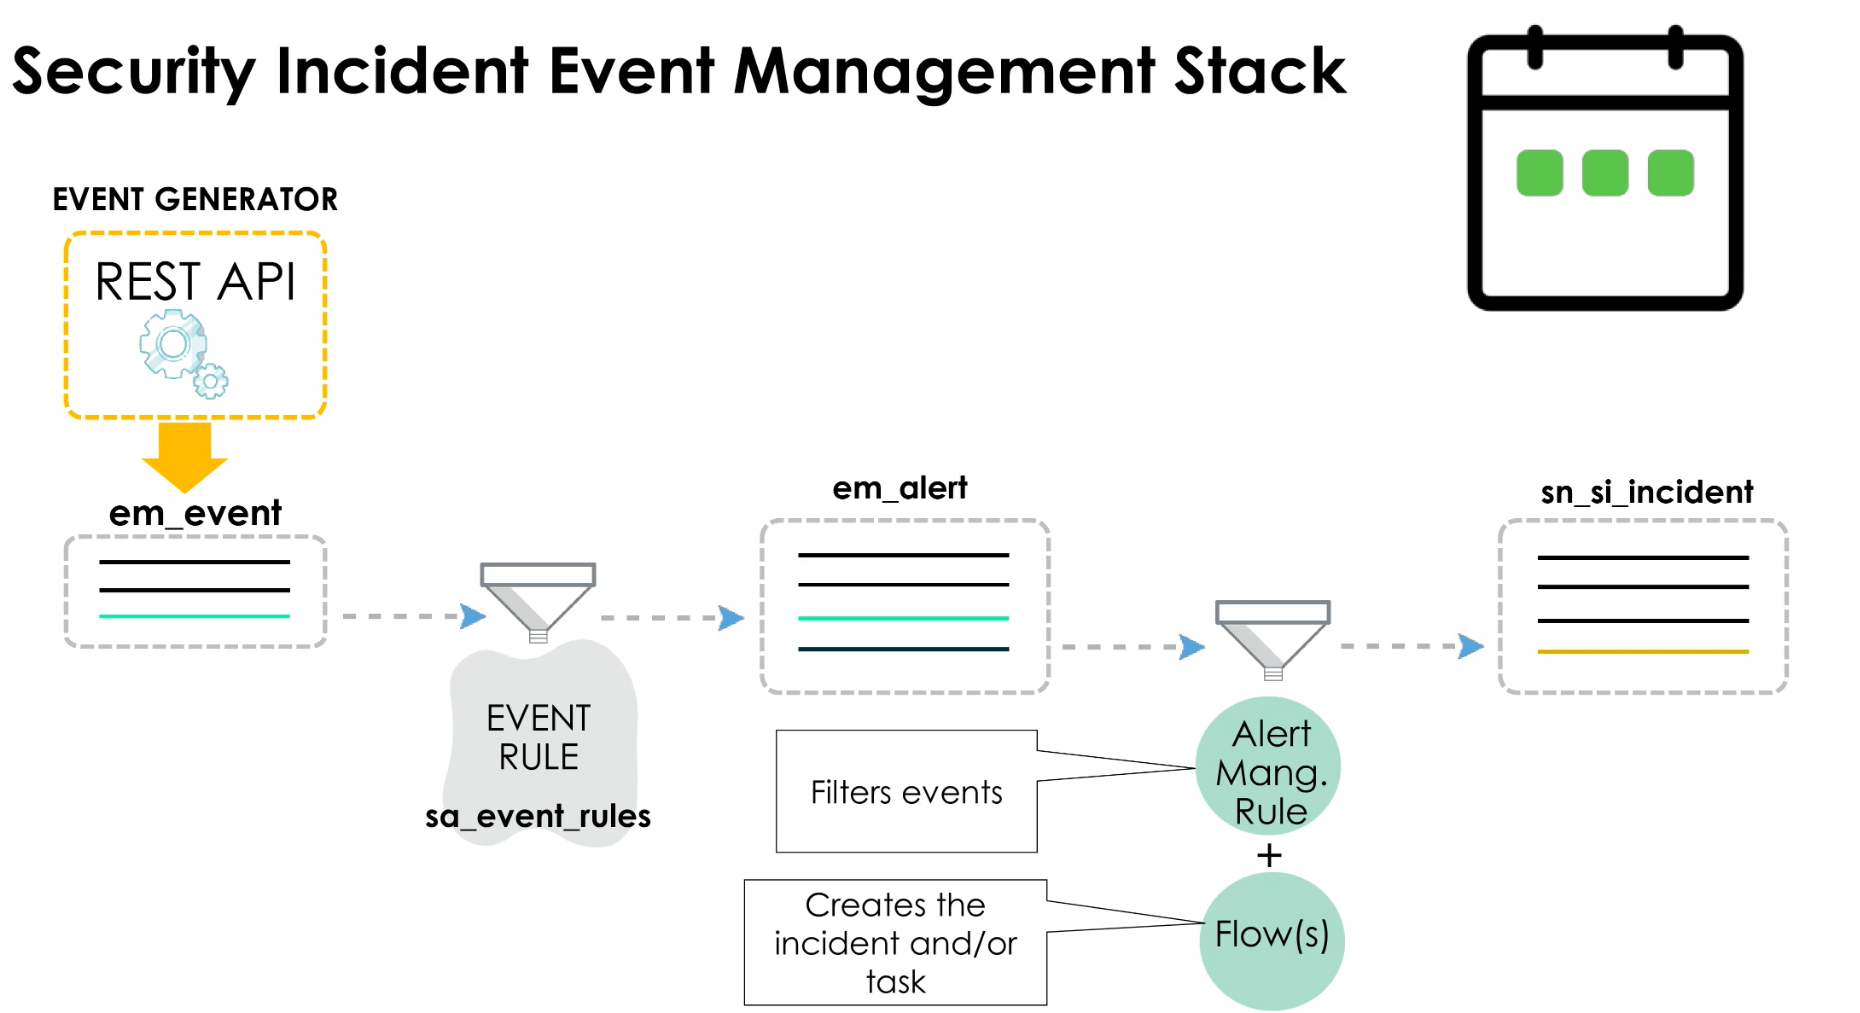 Security Incident Event Management Stack
EVENT GENERATOR
REST API
em_event
EVENT
RULE
sa_event_rules
em_alert
sn_si_incident
Filters events
Alert
Mang.
Rule
+
Creates the
incident and/or
task
Flow(s)